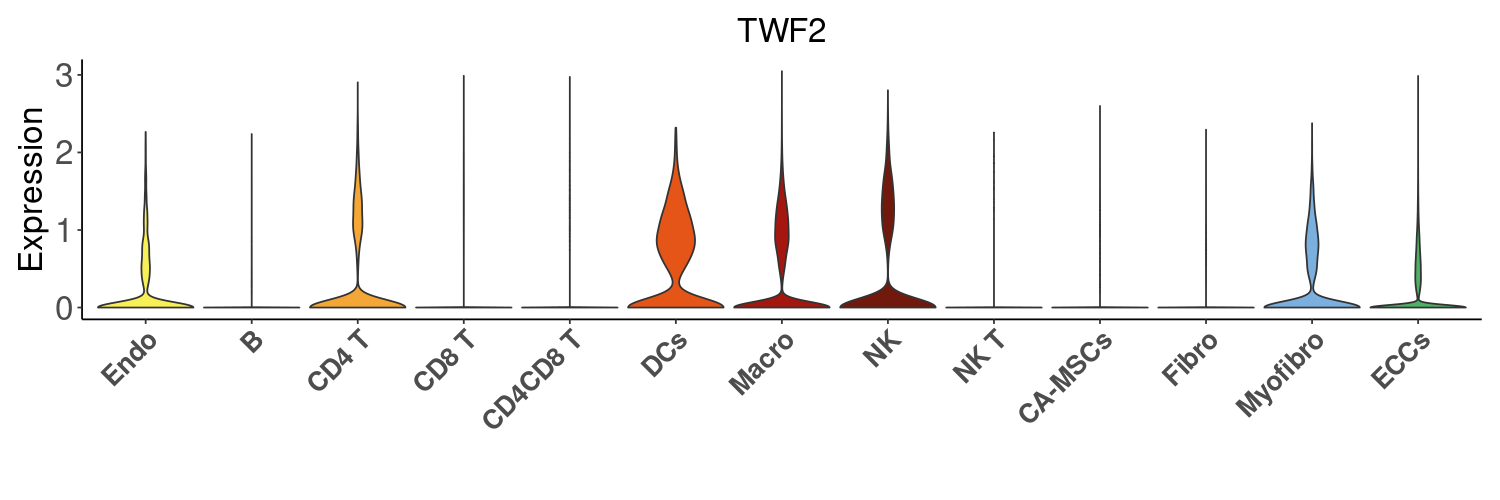 TWF2
Expression
3
2
1
0
Endo
B
CD4 T
CD8 T
CD4CD8 T
DCs
Macro
NK
NK T
CA-MSCs
Fibro
Myofibro
ECCs